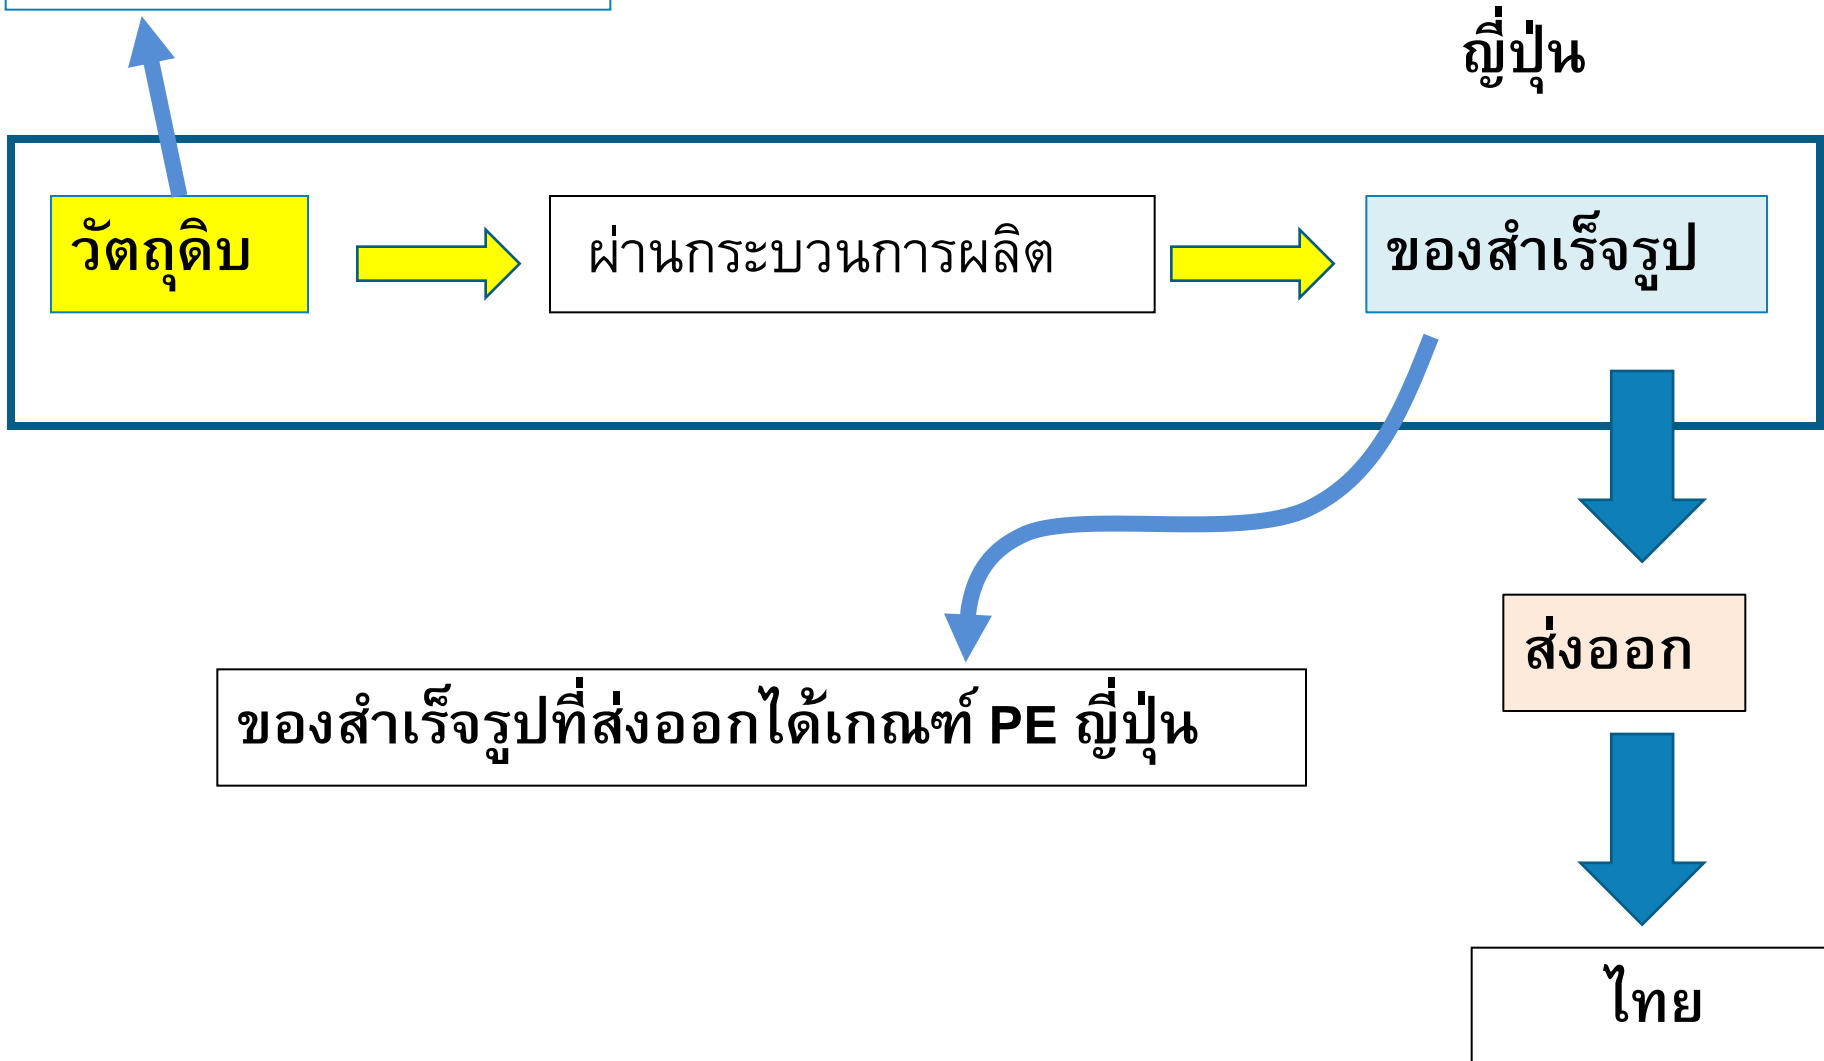 ญี่ปุ่น
วัตถุดิบ
ผ่านกระบวนการผลิต
ของสำเร็จรูป
ส่งออก
ของสำเร็จรูปที่ส่งออกได้เกณฑ์ PE ญี่ปุ่น
ไทย